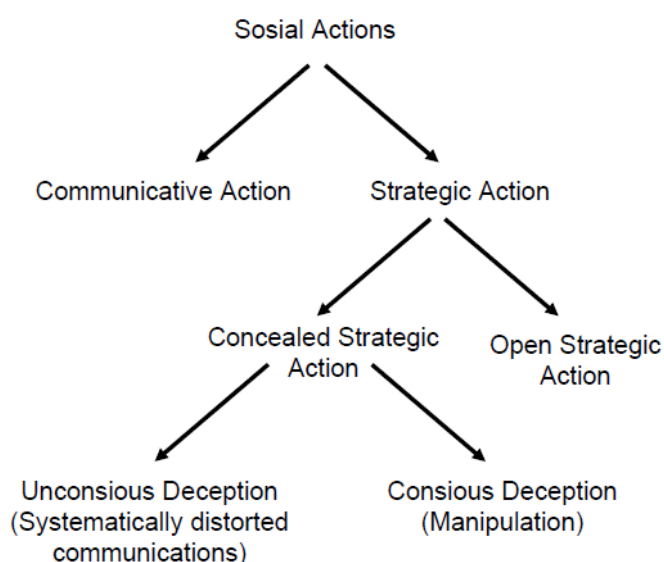 Sosial Actions
Communicative Action
Strategic Action
Concealed Strategic
Action
Open Strategic
Action
Unconsious Deception
(Systematically distorted
communications)
Consious Deception
(Manipulation)